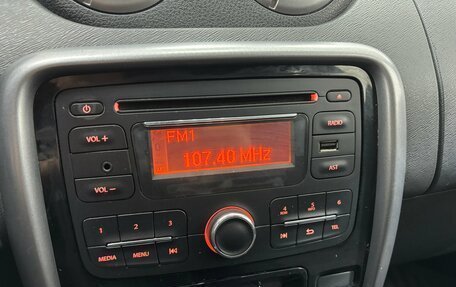 FM1
107.40 MHz
VOL +
VOL −
RADIO
AST
1 2 3
MEDIA MENU
4 5 6
TEL